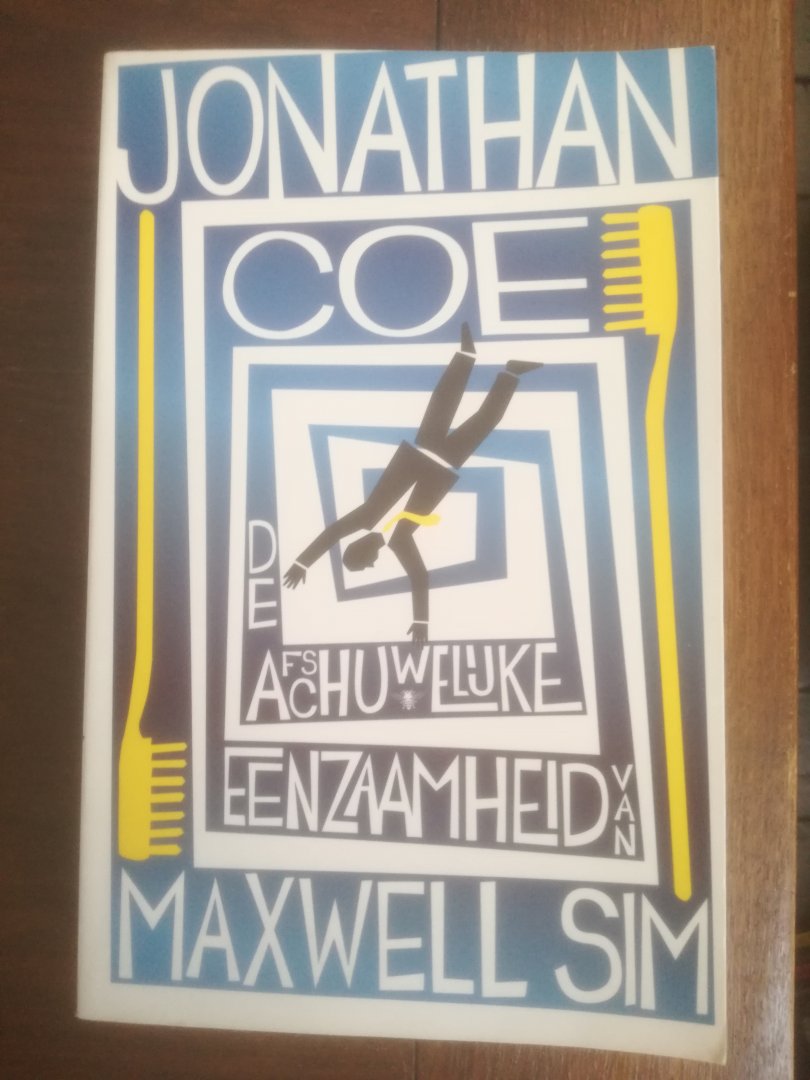 JONATHAN
COE
DE
AFSCHUWELIJKE
EENZAAMHEID VAN
MAXWELL SIM